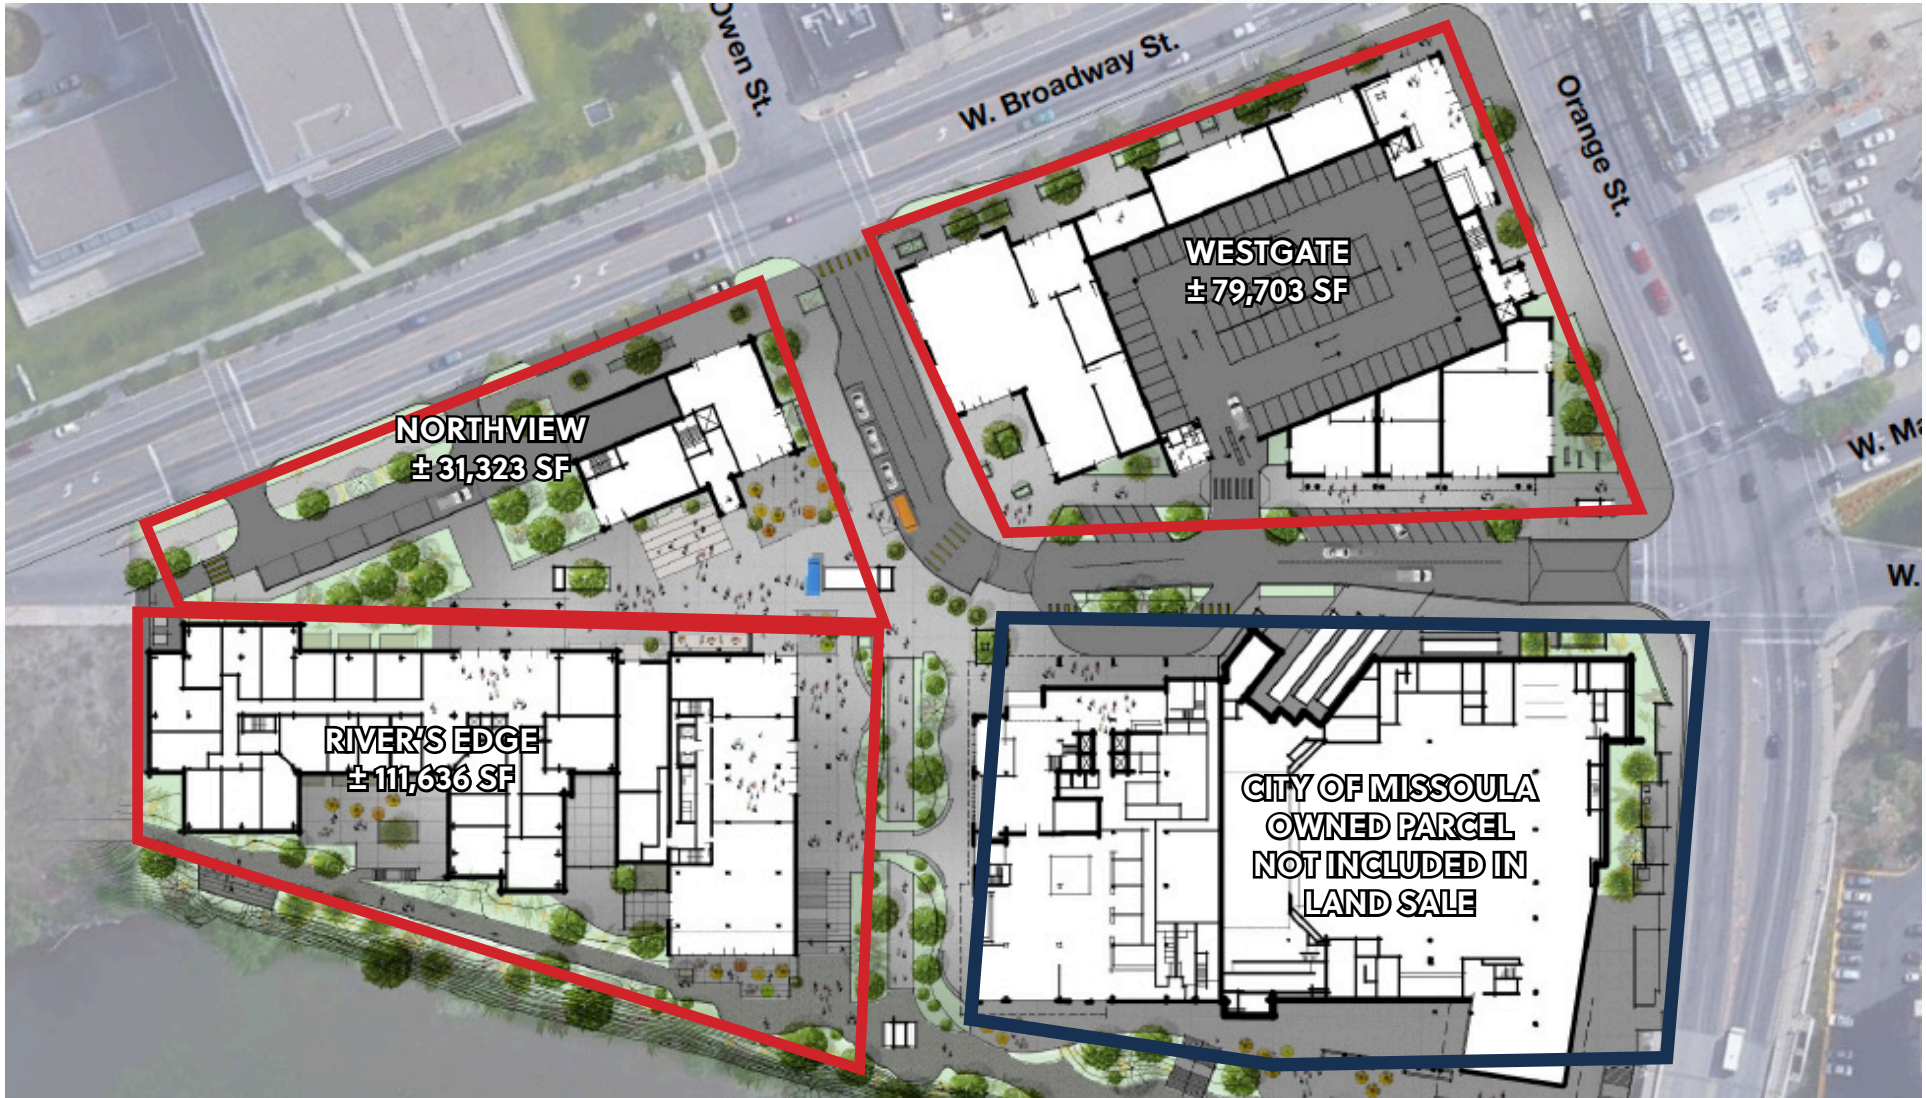 Owen St.
W. Broadway St.
Orange St.
WESTGATE
± 79,703 SF
NORTHVIEW
± 31,323 SF
W. Ma
W.
RIVER'S EDGE
± 111,636 SF
CITY OF MISSOULA
OWNED PARCEL
NOT INCLUDED IN
LAND SALE